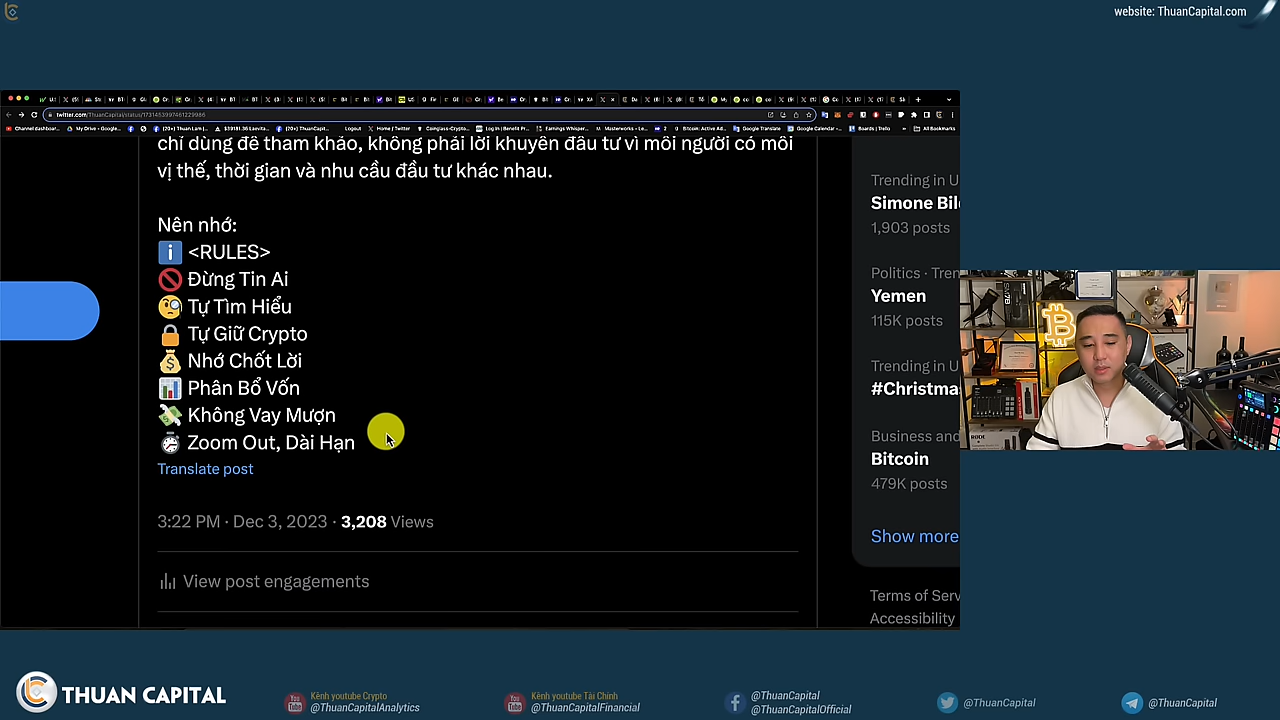 website: ThuanCapital.com
chỉ dùng để tham khảo, không phải lời khuyên đầu tư vì mỗi người có mỗi
vị thế, thời gian và nhu cầu đầu tư khác nhau.
Nên nhớ:
<RULES>
Đừng Tin Ai
Tự Tìm Hiểu
Tự Giữ Crypto
Nhớ Chốt Lời
Phân Bổ Vốn
Không Vay Mượn
Zoom Out, Dài Hạn
Translate post
3:22 PM · Dec 3, 2023 · 3,208 Views
View post engagements
Trending in U
Simone Bil
1,903 posts
Politics · Tren
Yemen
115K posts
Trending in U
#Christma
Business and
Bitcoin
479K posts
Show more
Terms of Serv
Accessibility
THUAN CAPITAL
Kênh youtube Crypto
@ThuanCapitalAnalytics
Kênh youtube Tài Chính
@ThuanCapitalFinancial
@ThuanCapital
@ThuanCapitalOfficial
@ThuanCapital
@ThuanCapital